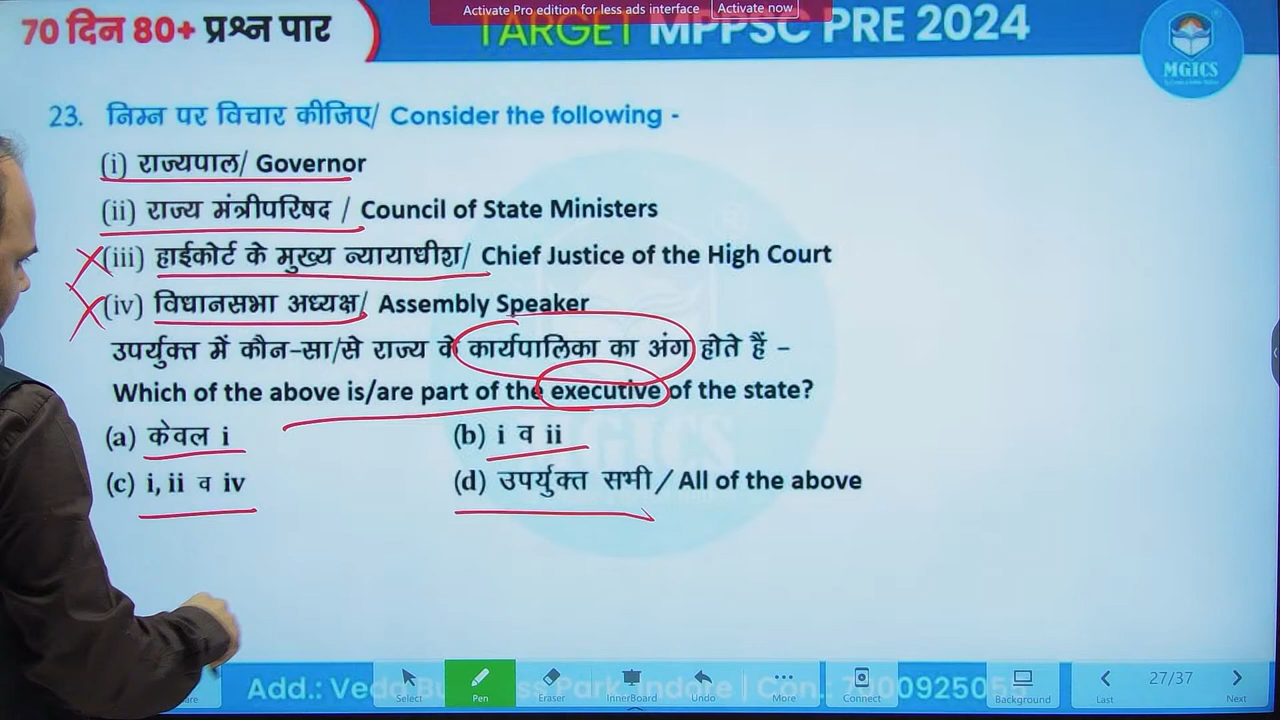 Activate Pro edition for less ads interface Activate now
70 दिन 80+ प्रश्न पार
TARGET MPPSC PRE 2024
MGICS
23. निम्न पर विचार कीजिए/ Consider the following -
(i) राज्यपाल/ Governor
(ii) राज्य मंत्रीपरिषद / Council of State Ministers
(iii) हाईकोर्ट के मुख्य न्यायाधीश/ Chief Justice of the High Court
(iv) विधानसभा अध्यक्ष/ Assembly Speaker
उपर्युक्त में कौन-सा/से राज्य के कार्यपालिका का अंग होते हैं -
Which of the above is/are part of the executive of the state?
(a) केवल i (b) i व ii
(c) i, ii व iv (d) उपर्युक्त सभी / All of the above
MGICS
Add.:
Select Pen Eraser InnerBoard Undo More Connect Background Last 27/37 Next